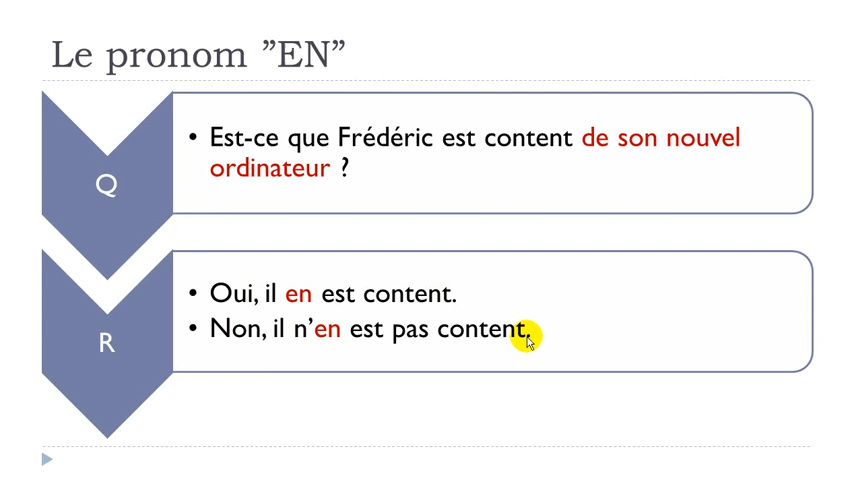 Le pronom ”EN”
Q
• Est-ce que Frédéric est content de son nouvel
ordinateur ?
R
• Oui, il en est content.
• Non, il n’en est pas content.